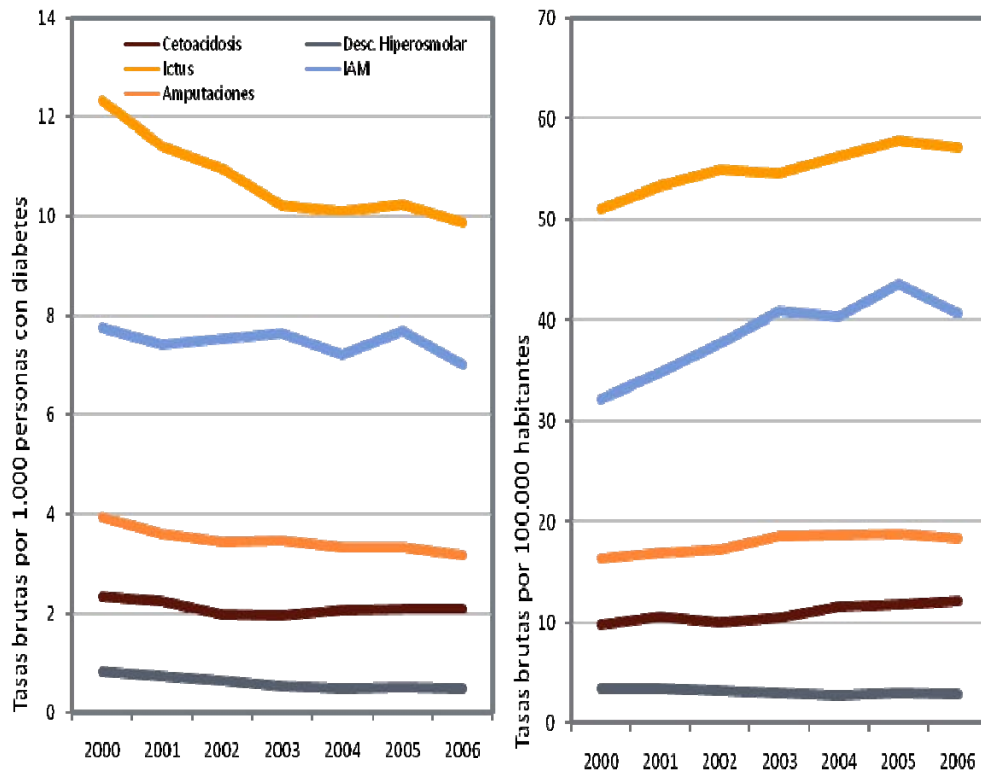 Tasas brutas por 1.000 personas con diabetes
14
12
10
8
6
4
2
0
Cetoacidosis
Desc. Hiperosmolar
Ictus
IAM
Amputaciones
2000 2001 2002 2003 2004 2005 2006
Tasas brutas por 100.000 habitantes
70
60
50
40
30
20
10
0
2000 2001 2002 2003 2004 2005 2006